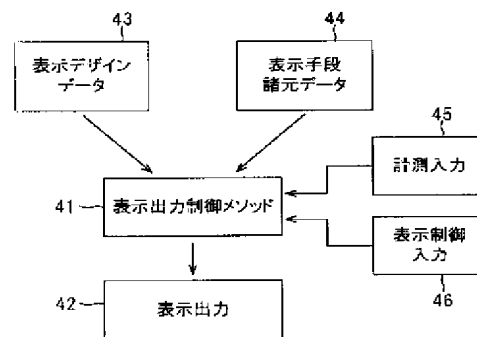 43
表示デザイン
データ
44
表示手段
諸元データ
45
計測入力
41
表示出力制御メソッド
表示制御
入力
46
42
表示出力